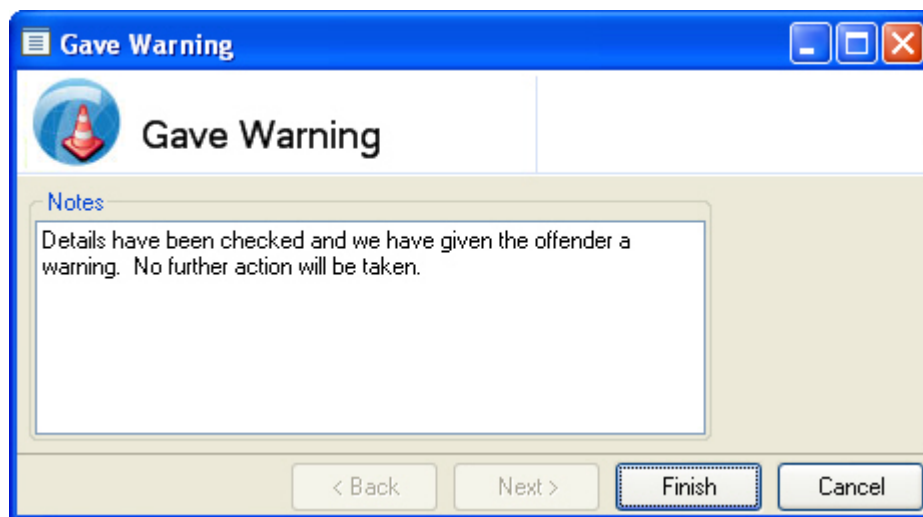 Gave Warning
Gave Warning
Notes
Details have been checked and we have given the offender a
warning.  No further action will be taken.
< Back Next > Finish Cancel